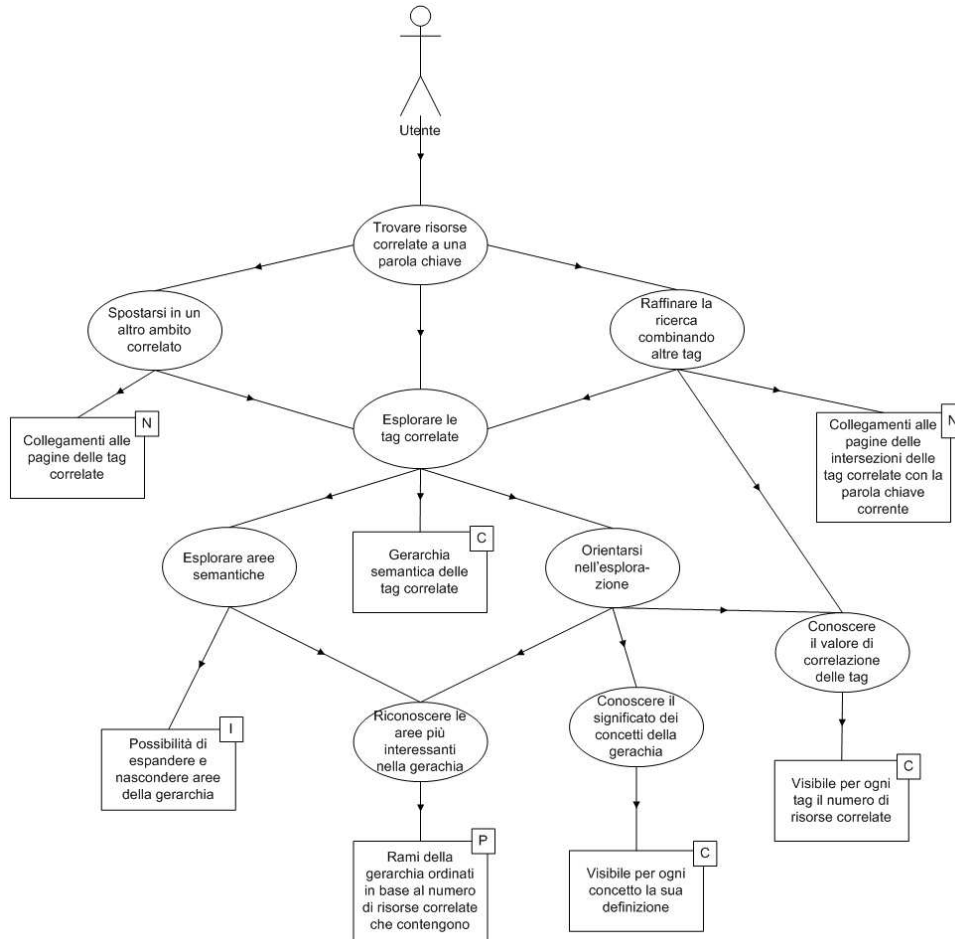 Utente
Trovare risorse
correlate a una
parola chiave
Spostarsi in un
altro ambito
correlato
Raffinare la
ricerca
combinando
altre tag
N
Collegamenti alle
pagine delle tag
correlate
Esplorare le
tag correlate
N
Collegamenti alle
pagine delle
intersezioni delle
tag correlate con la
parola chiave
corrente
Esplorare aree
semantiche
C
Gerarchia
semantica delle
tag correlate
Orientarsi
nell'esplora-
zione
Conoscere
il valore di
correlazione
delle tag
I
Possibilità di
espandere e
nascondere aree
della gerarchia
Riconoscere le
aree più
interessanti
nella gerachia
Conoscere il
significato dei
concetti della
gerachia
C
Visibile per ogni
tag il numero di
risorse correlate
P
Rami della
gerarchia ordinati
in base al numero
di risorse correlate
che contengono
C
Visibile per ogni
concetto la sua
definizione